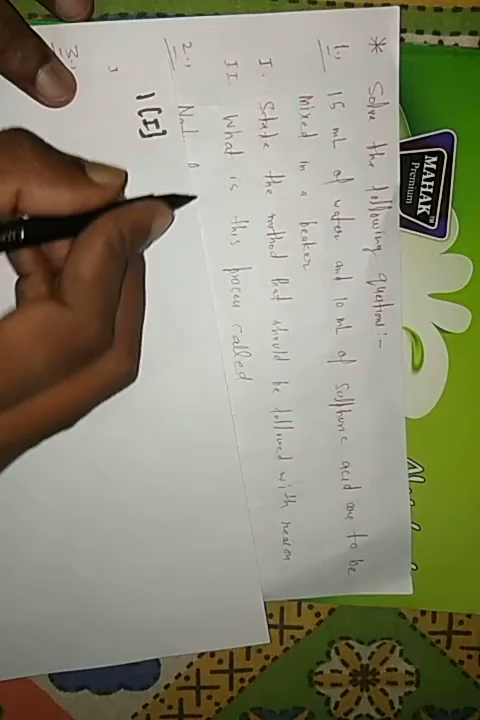 * Solve the following question:-
1., 15 mL of water and 10 mL of sulphuric acid are to be
mixed in a beaker
I. State the method that should be followed with reason
II. What is this process called
2.,
1[I]
3.,
MAHAK
Premium